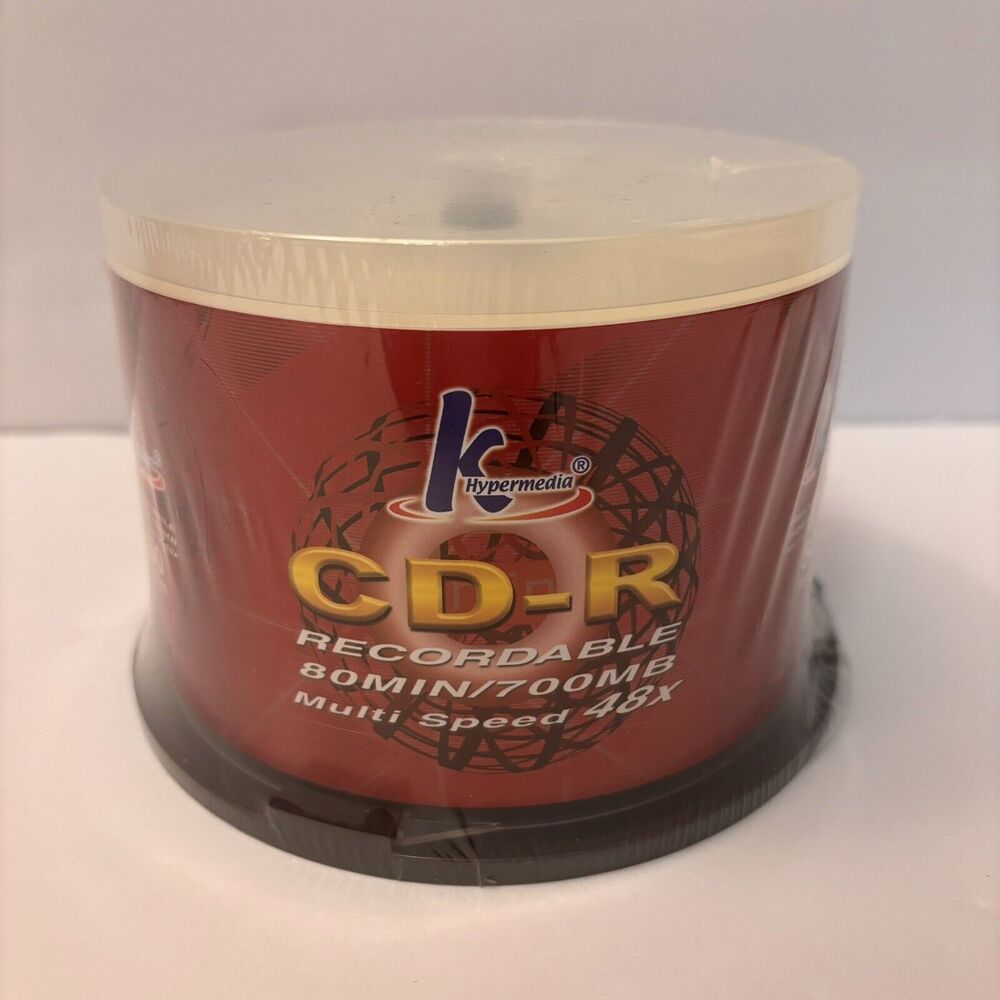 k
Hypermedia®
CD-R
RECORDABLE
80MIN/700MB
Multi Speed 48X